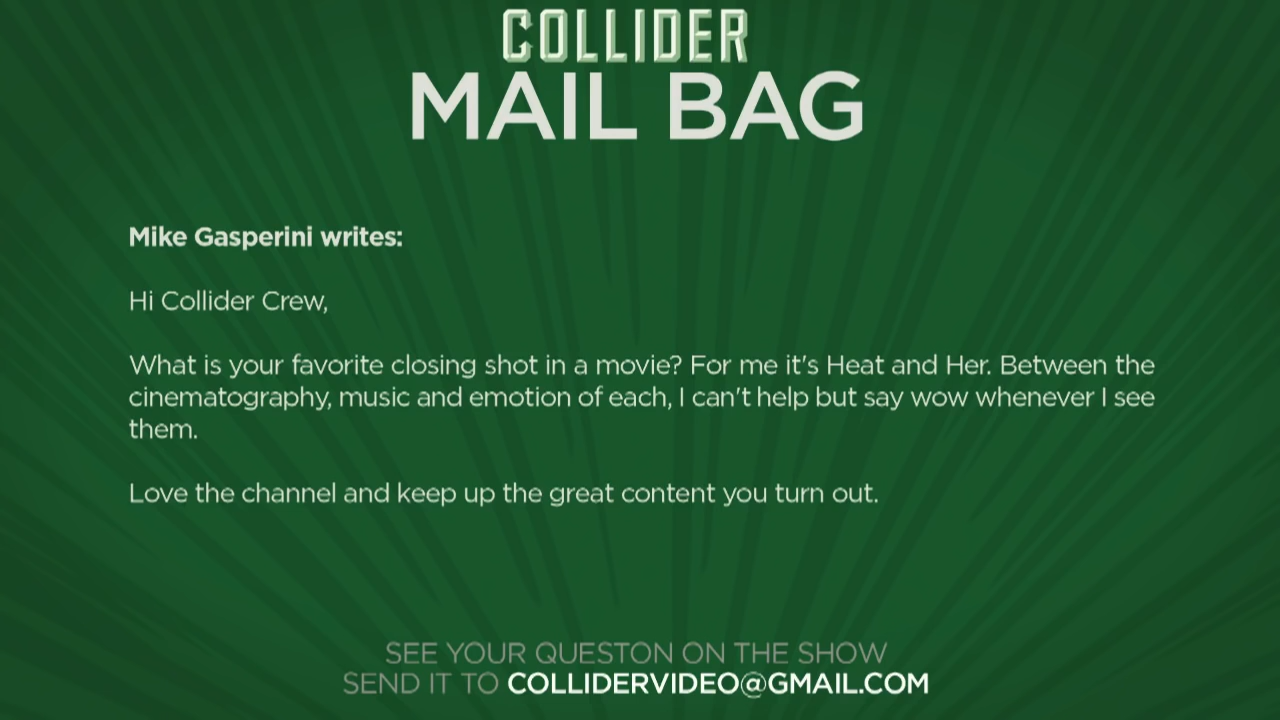 COLLIDER
MAIL BAG
Mike Gasperini writes:
Hi Collider Crew,
What is your favorite closing shot in a movie? For me it's Heat and Her. Between the
cinematography, music and emotion of each, I can't help but say wow whenever I see
them.
Love the channel and keep up the great content you turn out.
SEE YOUR QUESTON ON THE SHOW
SEND IT TO COLLIDERVIDEO@GMAIL.COM